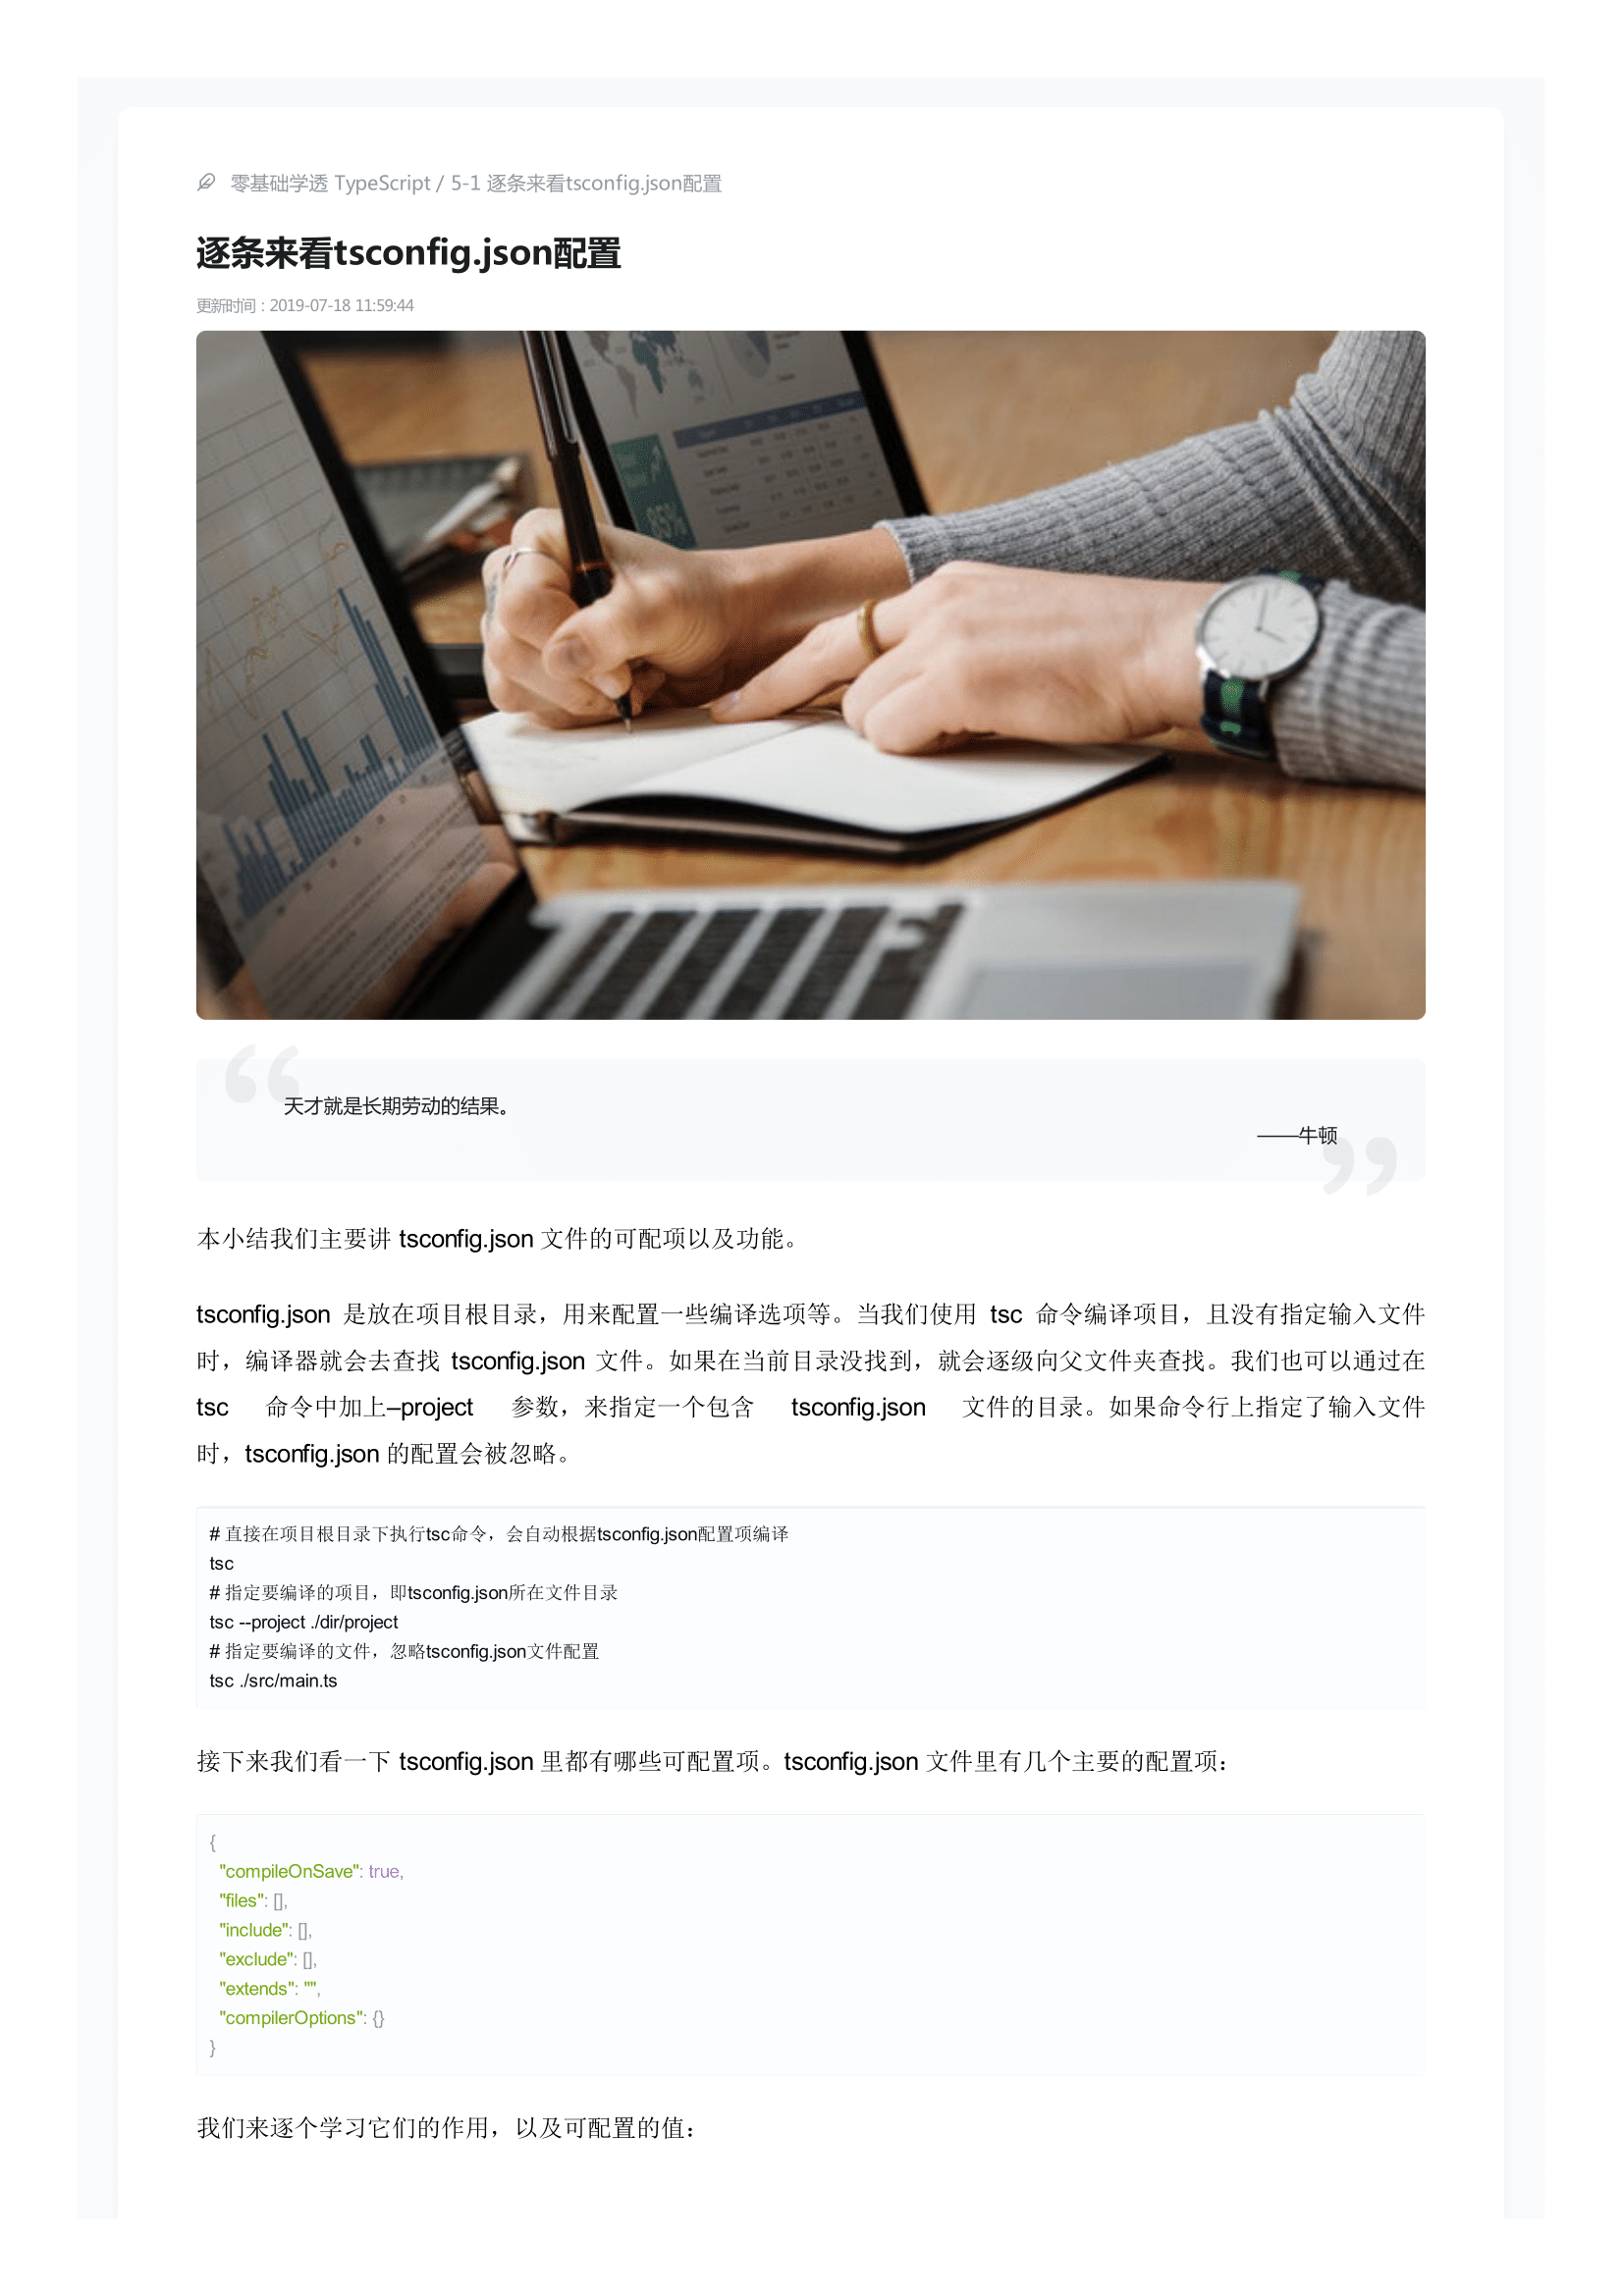 零基础学透 TypeScript / 5-1 逐条来看tsconfig.json配置
逐条来看tsconfig.json配置
更新时间：2019-07-18 11:59:44
85%
天才就是长期劳动的结果。
——牛顿
本小结我们主要讲 tsconfig.json 文件的可配项以及功能。
tsconfig.json 是放在项目根目录，用来配置一些编译选项等。当我们使用 tsc 命令编译项目，且没有指定输入文件
时，编译器就会去查找 tsconfig.json 文件。如果在当前目录没找到，就会逐级向父文件夹查找。我们也可以通过在
tsc 命令中加上–project 参数，来指定一个包含 tsconfig.json 文件的目录。如果命令行上指定了输入文件
时，tsconfig.json 的配置会被忽略。
# 直接在项目根目录下执行tsc命令，会自动根据tsconfig.json配置项编译
tsc
# 指定要编译的项目，即tsconfig.json所在文件目录
tsc --project ./dir/project
# 指定要编译的文件，忽略tsconfig.json文件配置
tsc ./src/main.ts
接下来我们看一下 tsconfig.json 里都有哪些可配置项。tsconfig.json 文件里有几个主要的配置项：
{
"compileOnSave": true,
"files": [],
"include": [],
"exclude": [],
"extends": "",
"compilerOptions": {}
}
我们来逐个学习它们的作用，以及可配置的值：